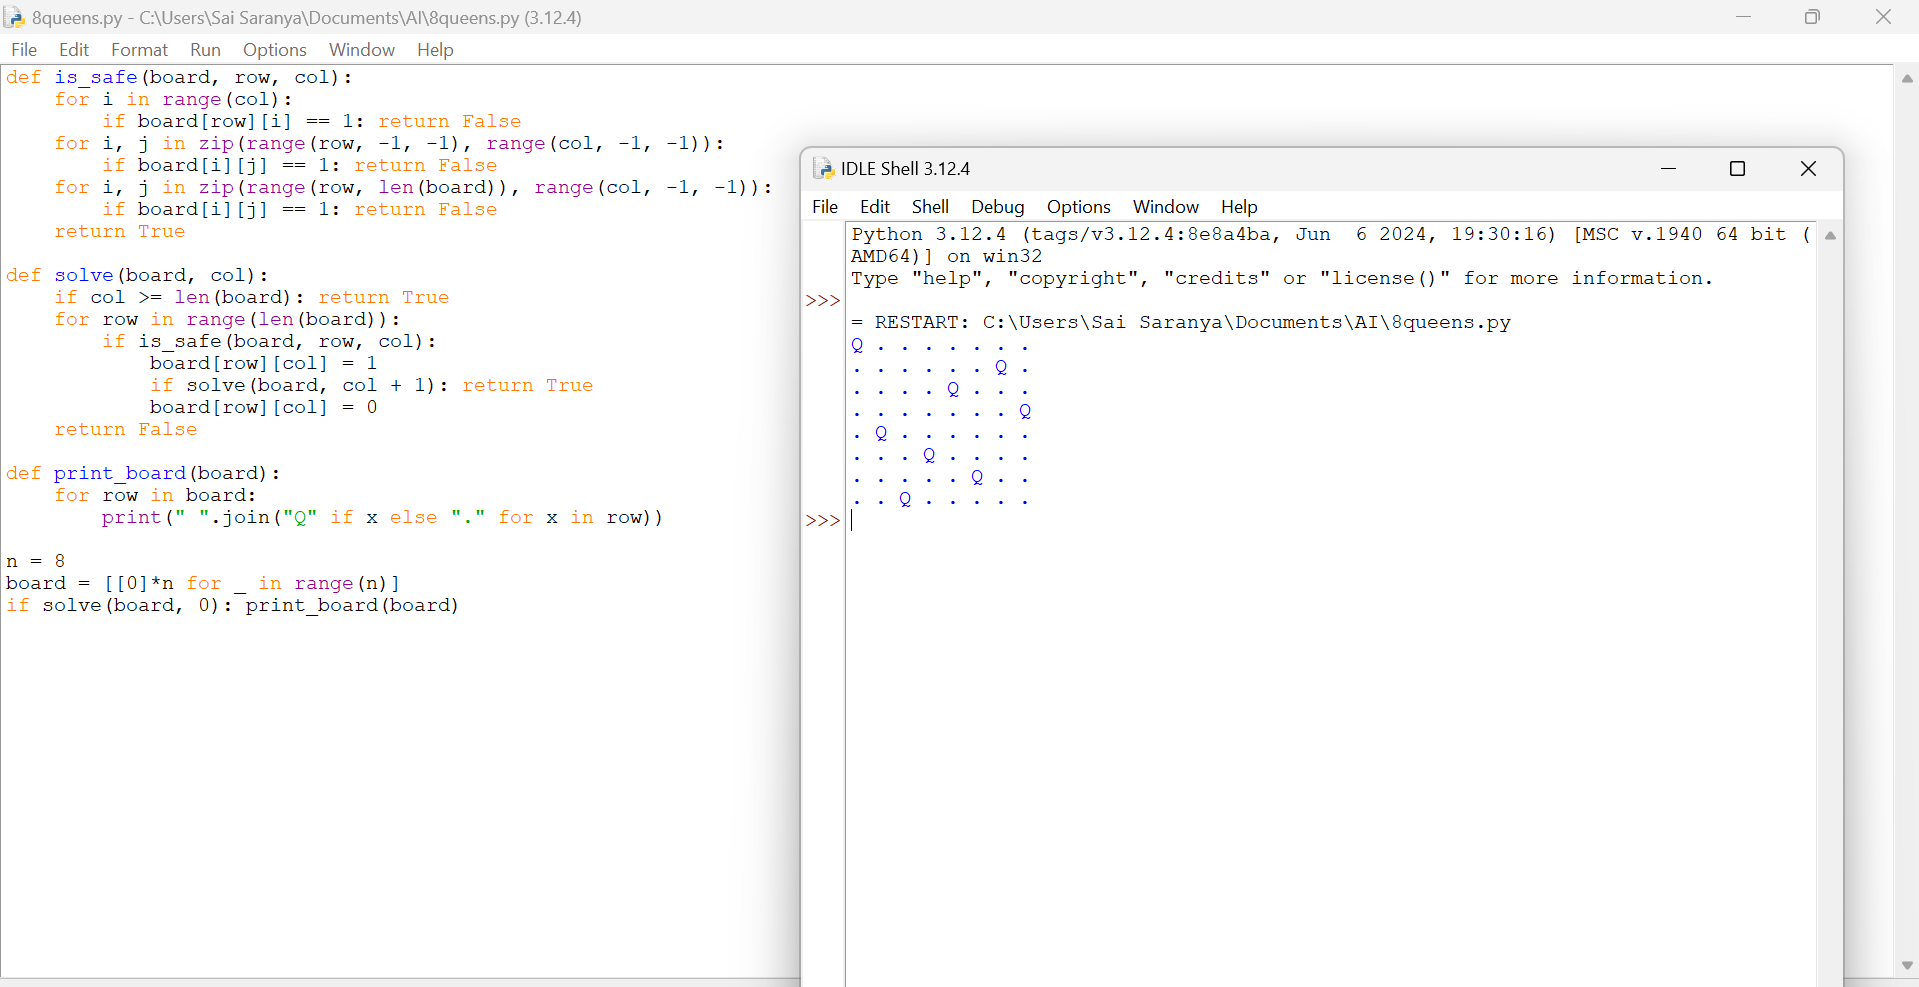 8queens.py - C:\Users\Sai Saranya\Documents\AI\8queens.py (3.12.4)
File Edit Format Run Options Window Help
def is_safe(board, row, col):
    for i in range(col):
        if board[row][i] == 1: return False
    for i, j in zip(range(row, -1, -1), range(col, -1, -1)):
        if board[i][j] == 1: return False
    for i, j in zip(range(row, len(board)), range(col, -1, -1)):
        if board[i][j] == 1: return False
    return True

def solve(board, col):
    if col >= len(board): return True
    for row in range(len(board)):
        if is_safe(board, row, col):
            board[row][col] = 1
            if solve(board, col + 1): return True
            board[row][col] = 0
    return False

def print_board(board):
    for row in board:
        print(" ".join("Q" if x else "." for x in row))

n = 8
board = [[0]*n for _ in range(n)]
if solve(board, 0): print_board(board)
IDLE Shell 3.12.4
File Edit Shell Debug Options Window Help
Python 3.12.4 (tags/v3.12.4:8e8a4ba, Jun  6 2024, 19:30:16) [MSC v.1940 64 bit (
AMD64)] on win32
Type "help", "copyright", "credits" or "license()" for more information.
>>>
= RESTART: C:\Users\Sai Saranya\Documents\AI\8queens.py
Q . . . . . . .
. . . . . . Q .
. . . . Q . . .
. . . . . . . Q
. Q . . . . . .
. . . Q . . . .
. . . . . Q . .
. . Q . . . . .
>>>